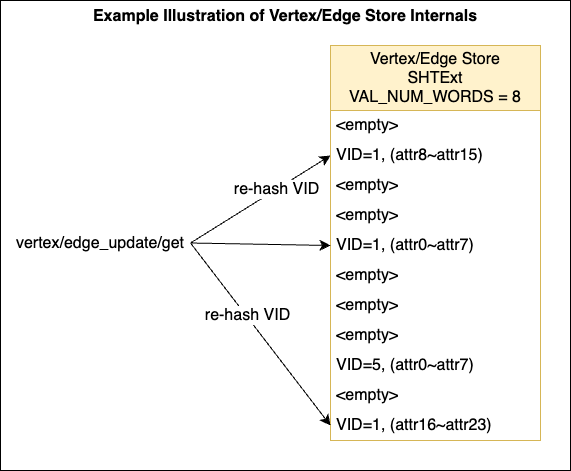 Example Illustration of Vertex/Edge Store Internals
Vertex/Edge Store
SHTExt
VAL_NUM_WORDS = 8
<empty>
VID=1, (attr8~attr15)
re-hash VID
<empty>
<empty>
vertex/edge_update/get
VID=1, (attr0~attr7)
<empty>
<empty>
re-hash VID
<empty>
VID=5, (attr0~attr7)
<empty>
VID=1, (attr16~attr23)